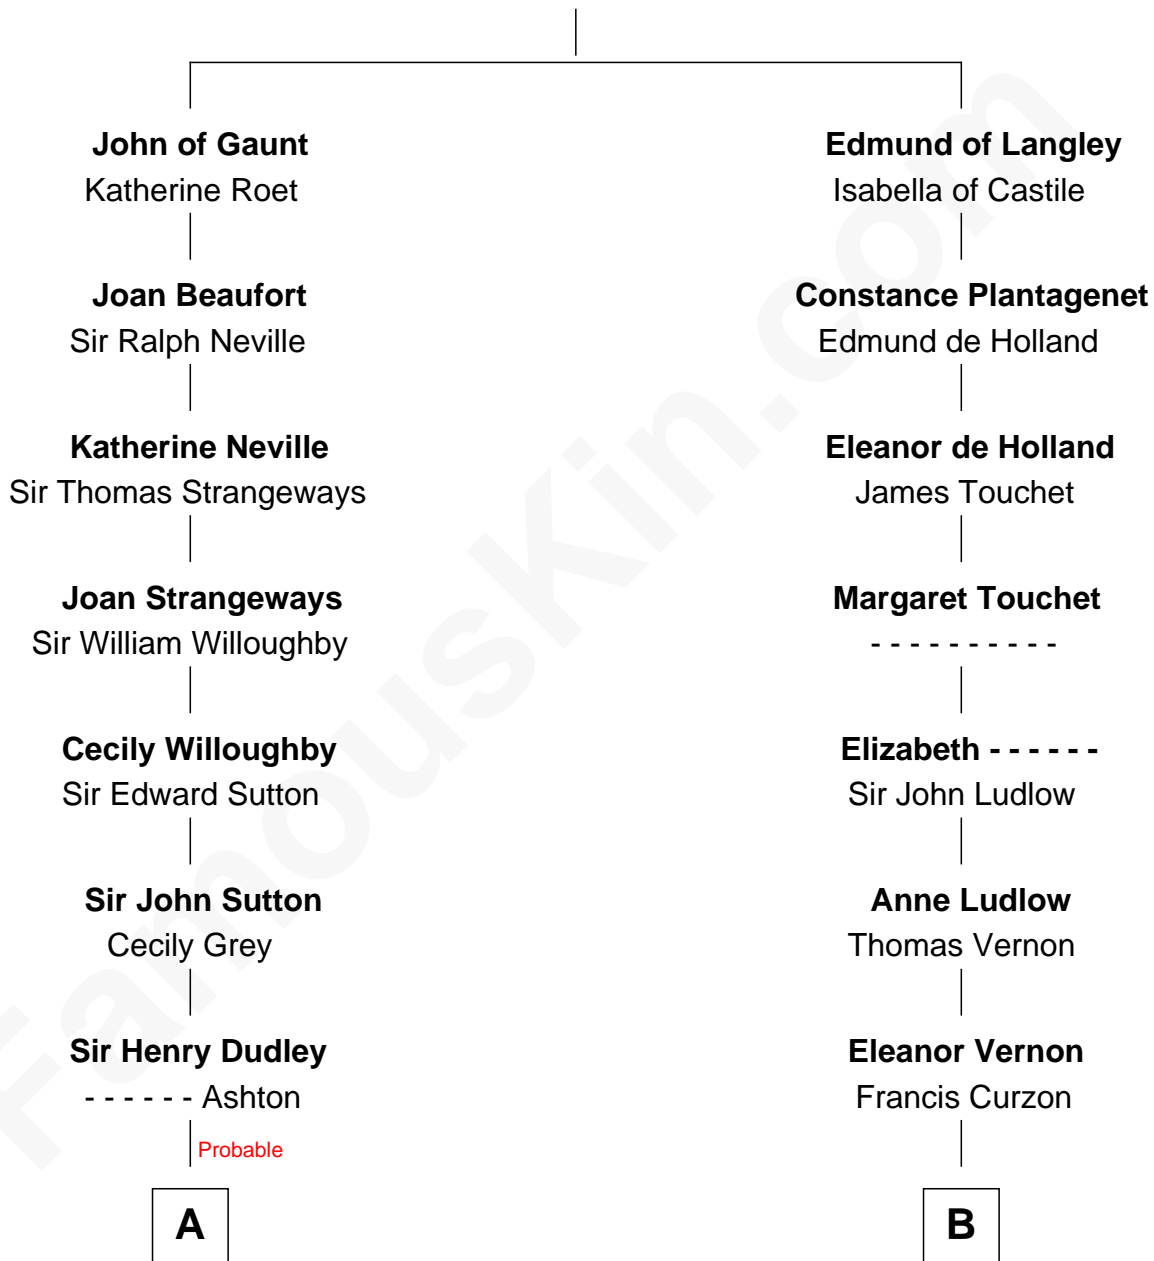 John of Gaunt
Katherine Roet
Edmund of Langley
Isabella of Castile
Joan Beaufort
Sir Ralph Neville
Constance Plantagenet
Edmund de Holland
Katherine Neville
Sir Thomas Strangeways
Eleanor de Holland
James Touchet
Joan Strangeways
Sir William Willoughby
Margaret Touchet
- - - - - - - - - -
Cecily Willoughby
Sir Edward Sutton
Elizabeth - - - - - -
Sir John Ludlow
Sir John Sutton
Cecily Grey
Anne Ludlow
Thomas Vernon
Sir Henry Dudley
- - - - - - Ashton
Eleanor Vernon
Francis Curzon
Probable
A
B
FamousKin.com